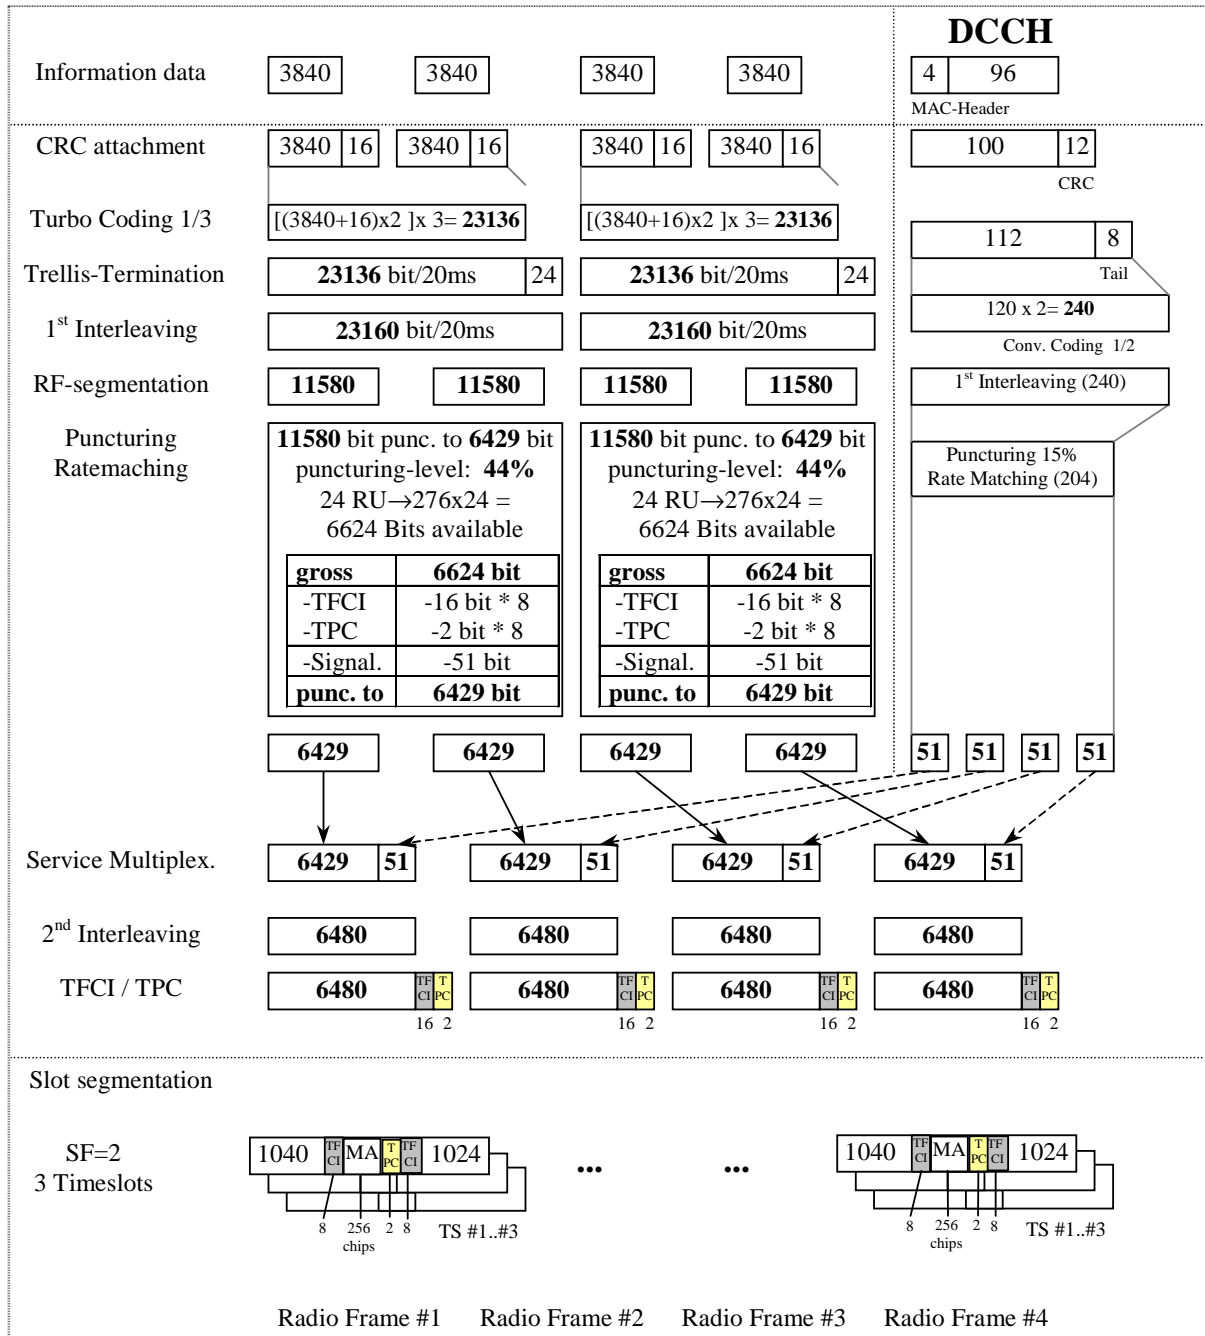 DCCH
Information data 3840 3840 3840 3840 4 96
MAC-Header
CRC attachment 3840 16 3840 16 3840 16 3840 16 100 12
CRC
Turbo Coding 1/3 [(3840+16)x2 ]x 3= 23136 [(3840+16)x2 ]x 3= 23136
112 8
Tail
Trellis-Termination 23136 bit/20ms 24 23136 bit/20ms 24
120 x 2= 240
1st Interleaving 23160 bit/20ms 23160 bit/20ms
Conv. Coding 1/2
RF-segmentation 11580 11580 11580 11580 1st Interleaving (240)
Puncturing
Ratemaching
11580 bit punc. to 6429 bit
puncturing-level: 44%
24 RU→276x24 =
6624 Bits available
gross 6624 bit
-TFCI -16 bit * 8
-TPC -2 bit * 8
-Signal. -51 bit
punc. to 6429 bit
11580 bit punc. to 6429 bit
puncturing-level: 44%
24 RU→276x24 =
6624 Bits available
gross 6624 bit
-TFCI -16 bit * 8
-TPC -2 bit * 8
-Signal. -51 bit
punc. to 6429 bit
Puncturing 15%
Rate Matching (204)
6429 6429 6429 6429 51 51 51 51
Service Multiplex. 6429 51 6429 51 6429 51 6429 51
2nd Interleaving 6480 6480 6480 6480
TFCI / TPC 6480 TF CI T PC 6480 TF CI T PC 6480 TF CI T PC 6480 TF CI T PC
16 2 16 2 16 2 16 2
Slot segmentation
SF=2
3 Timeslots
1040 TF CI MA T PC TF CI 1024 ... ... 1040 TF CI MA T PC TF CI 1024
8 256 2 8 TS #1..#3 8 256 2 8 TS #1..#3
chips chips
Radio Frame #1 Radio Frame #2 Radio Frame #3 Radio Frame #4